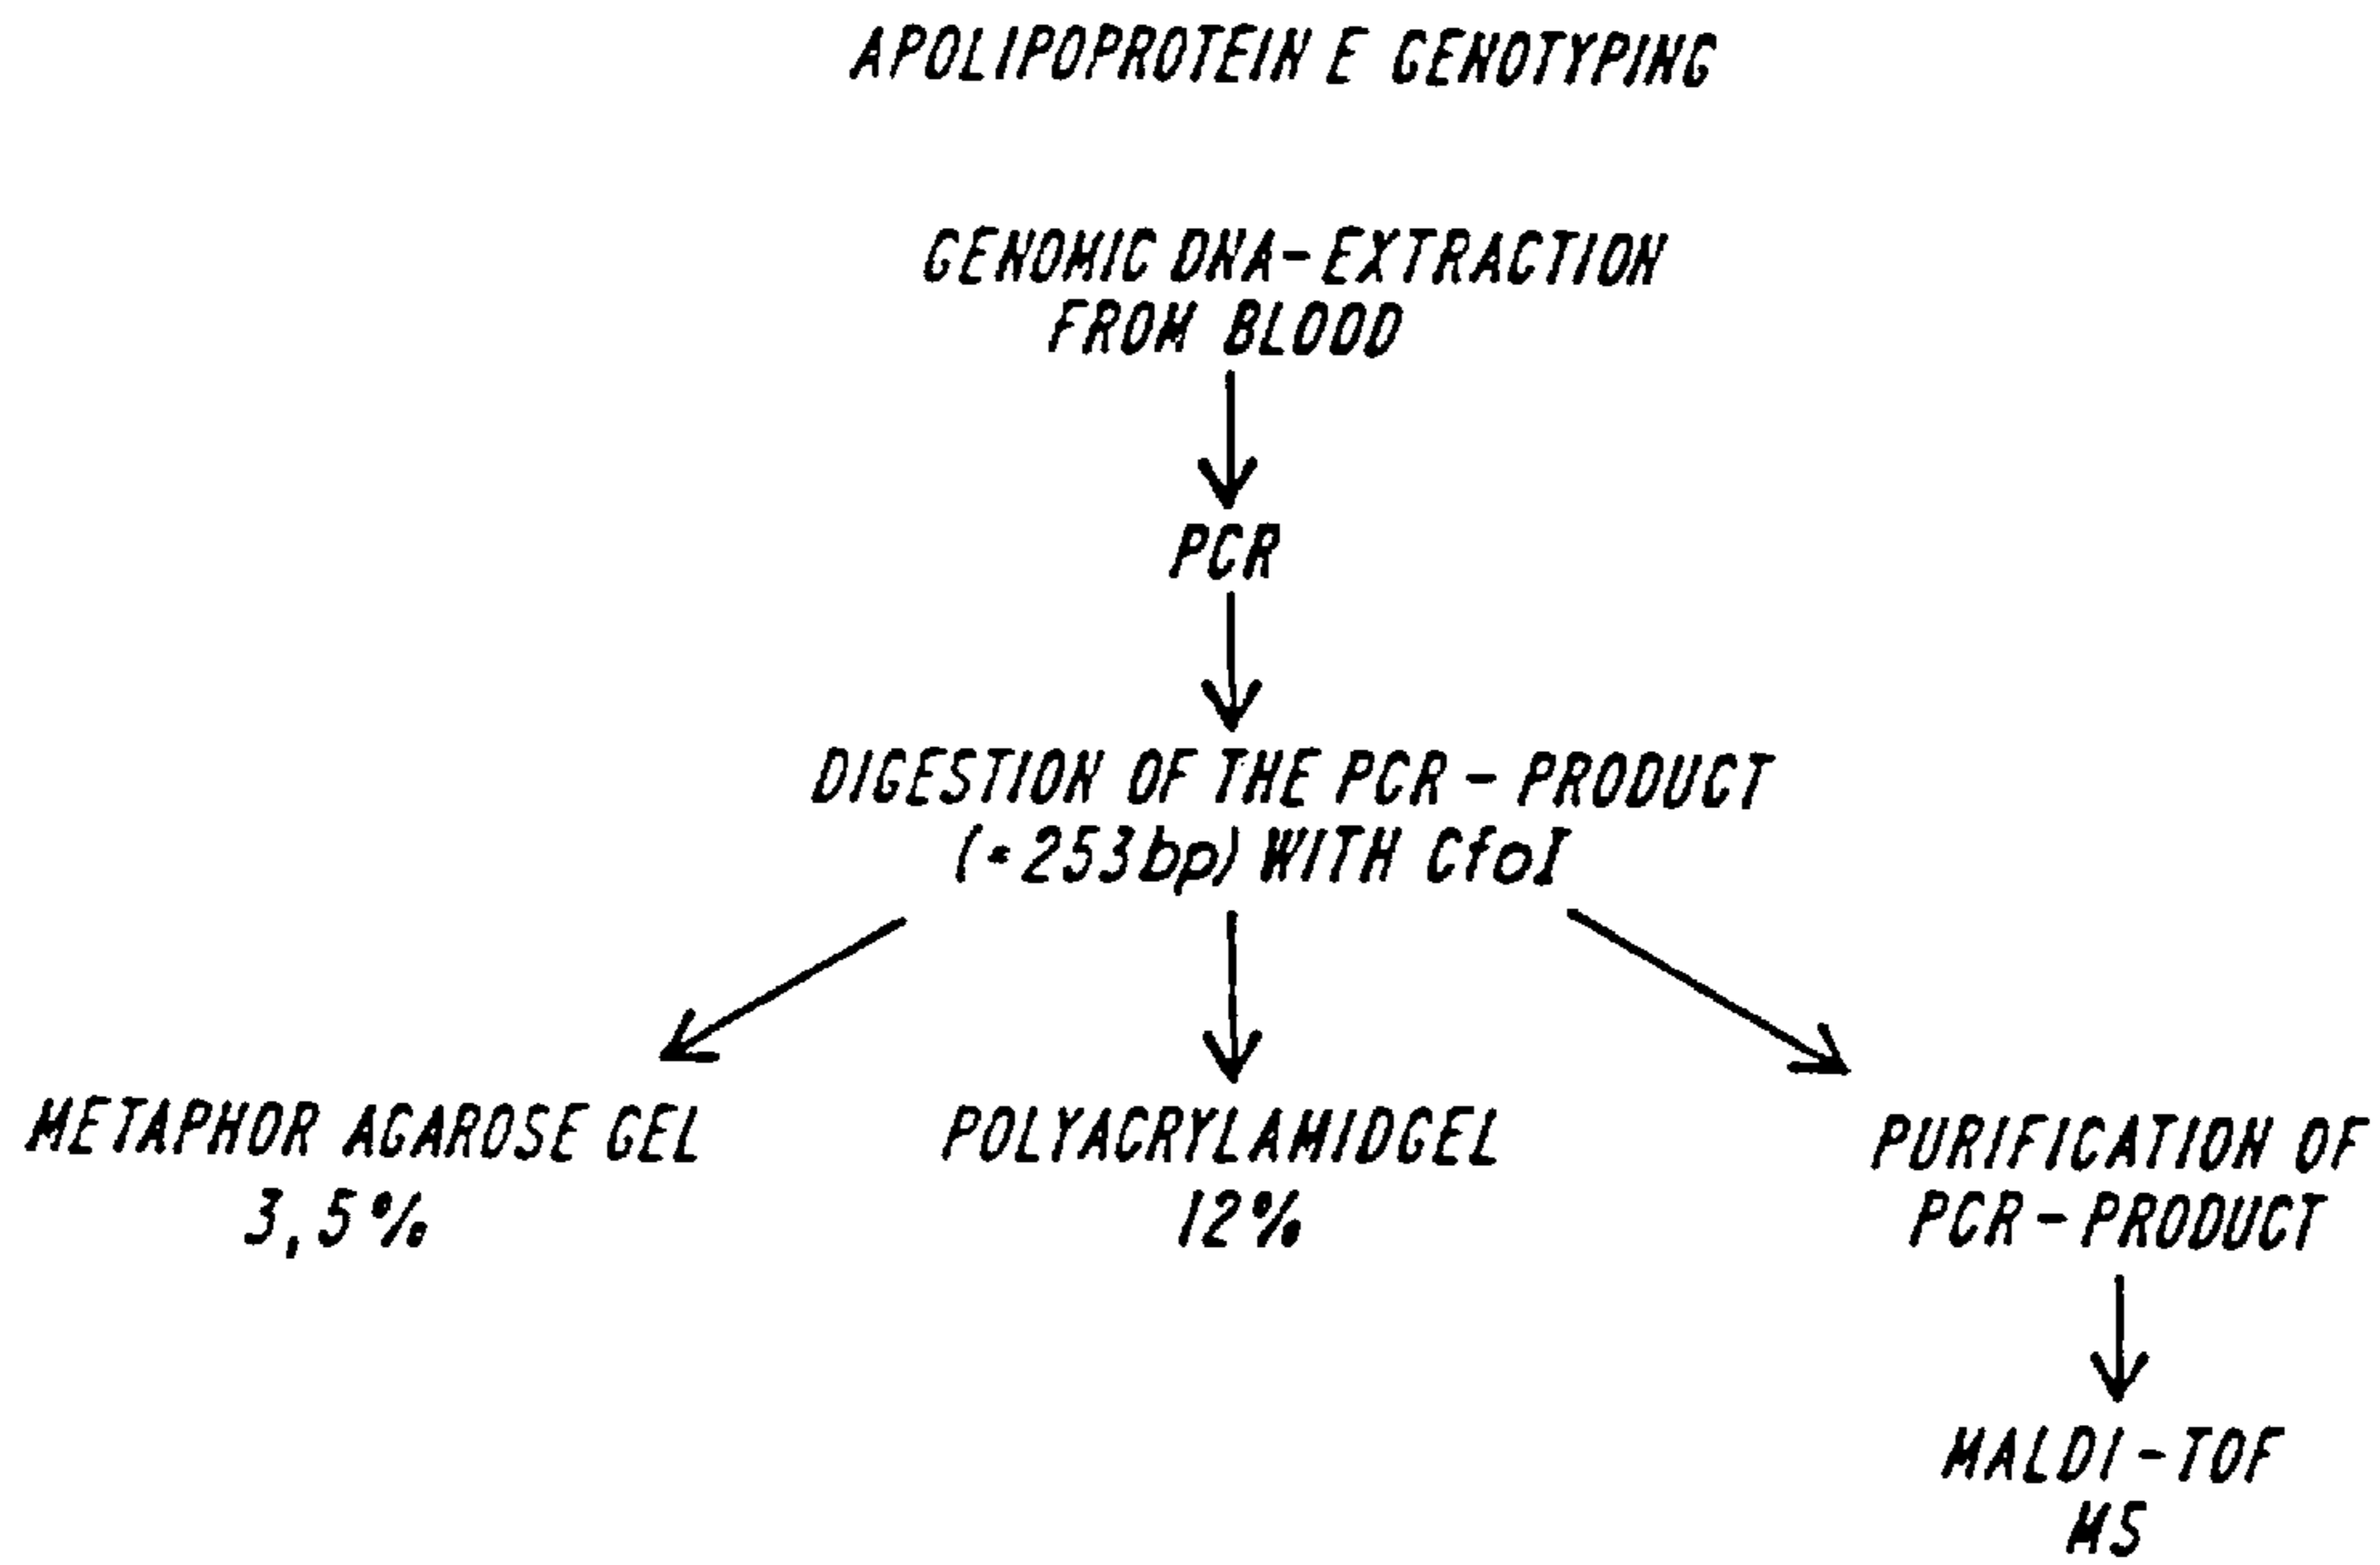 APOLIPOPROTEIN E GENOTYPING
GENOMIC DNA-EXTRACTION
FROM BLOOD
PCR
DIGESTION OF THE PCR-PRODUCT
(=253bp) WITH CfoI
METAPHOR AGAROSE GEL
3,5%
POLYACRYLAMIDGEL
12%
PURIFICATION OF
PCR-PRODUCT
MALDI-TOF
MS